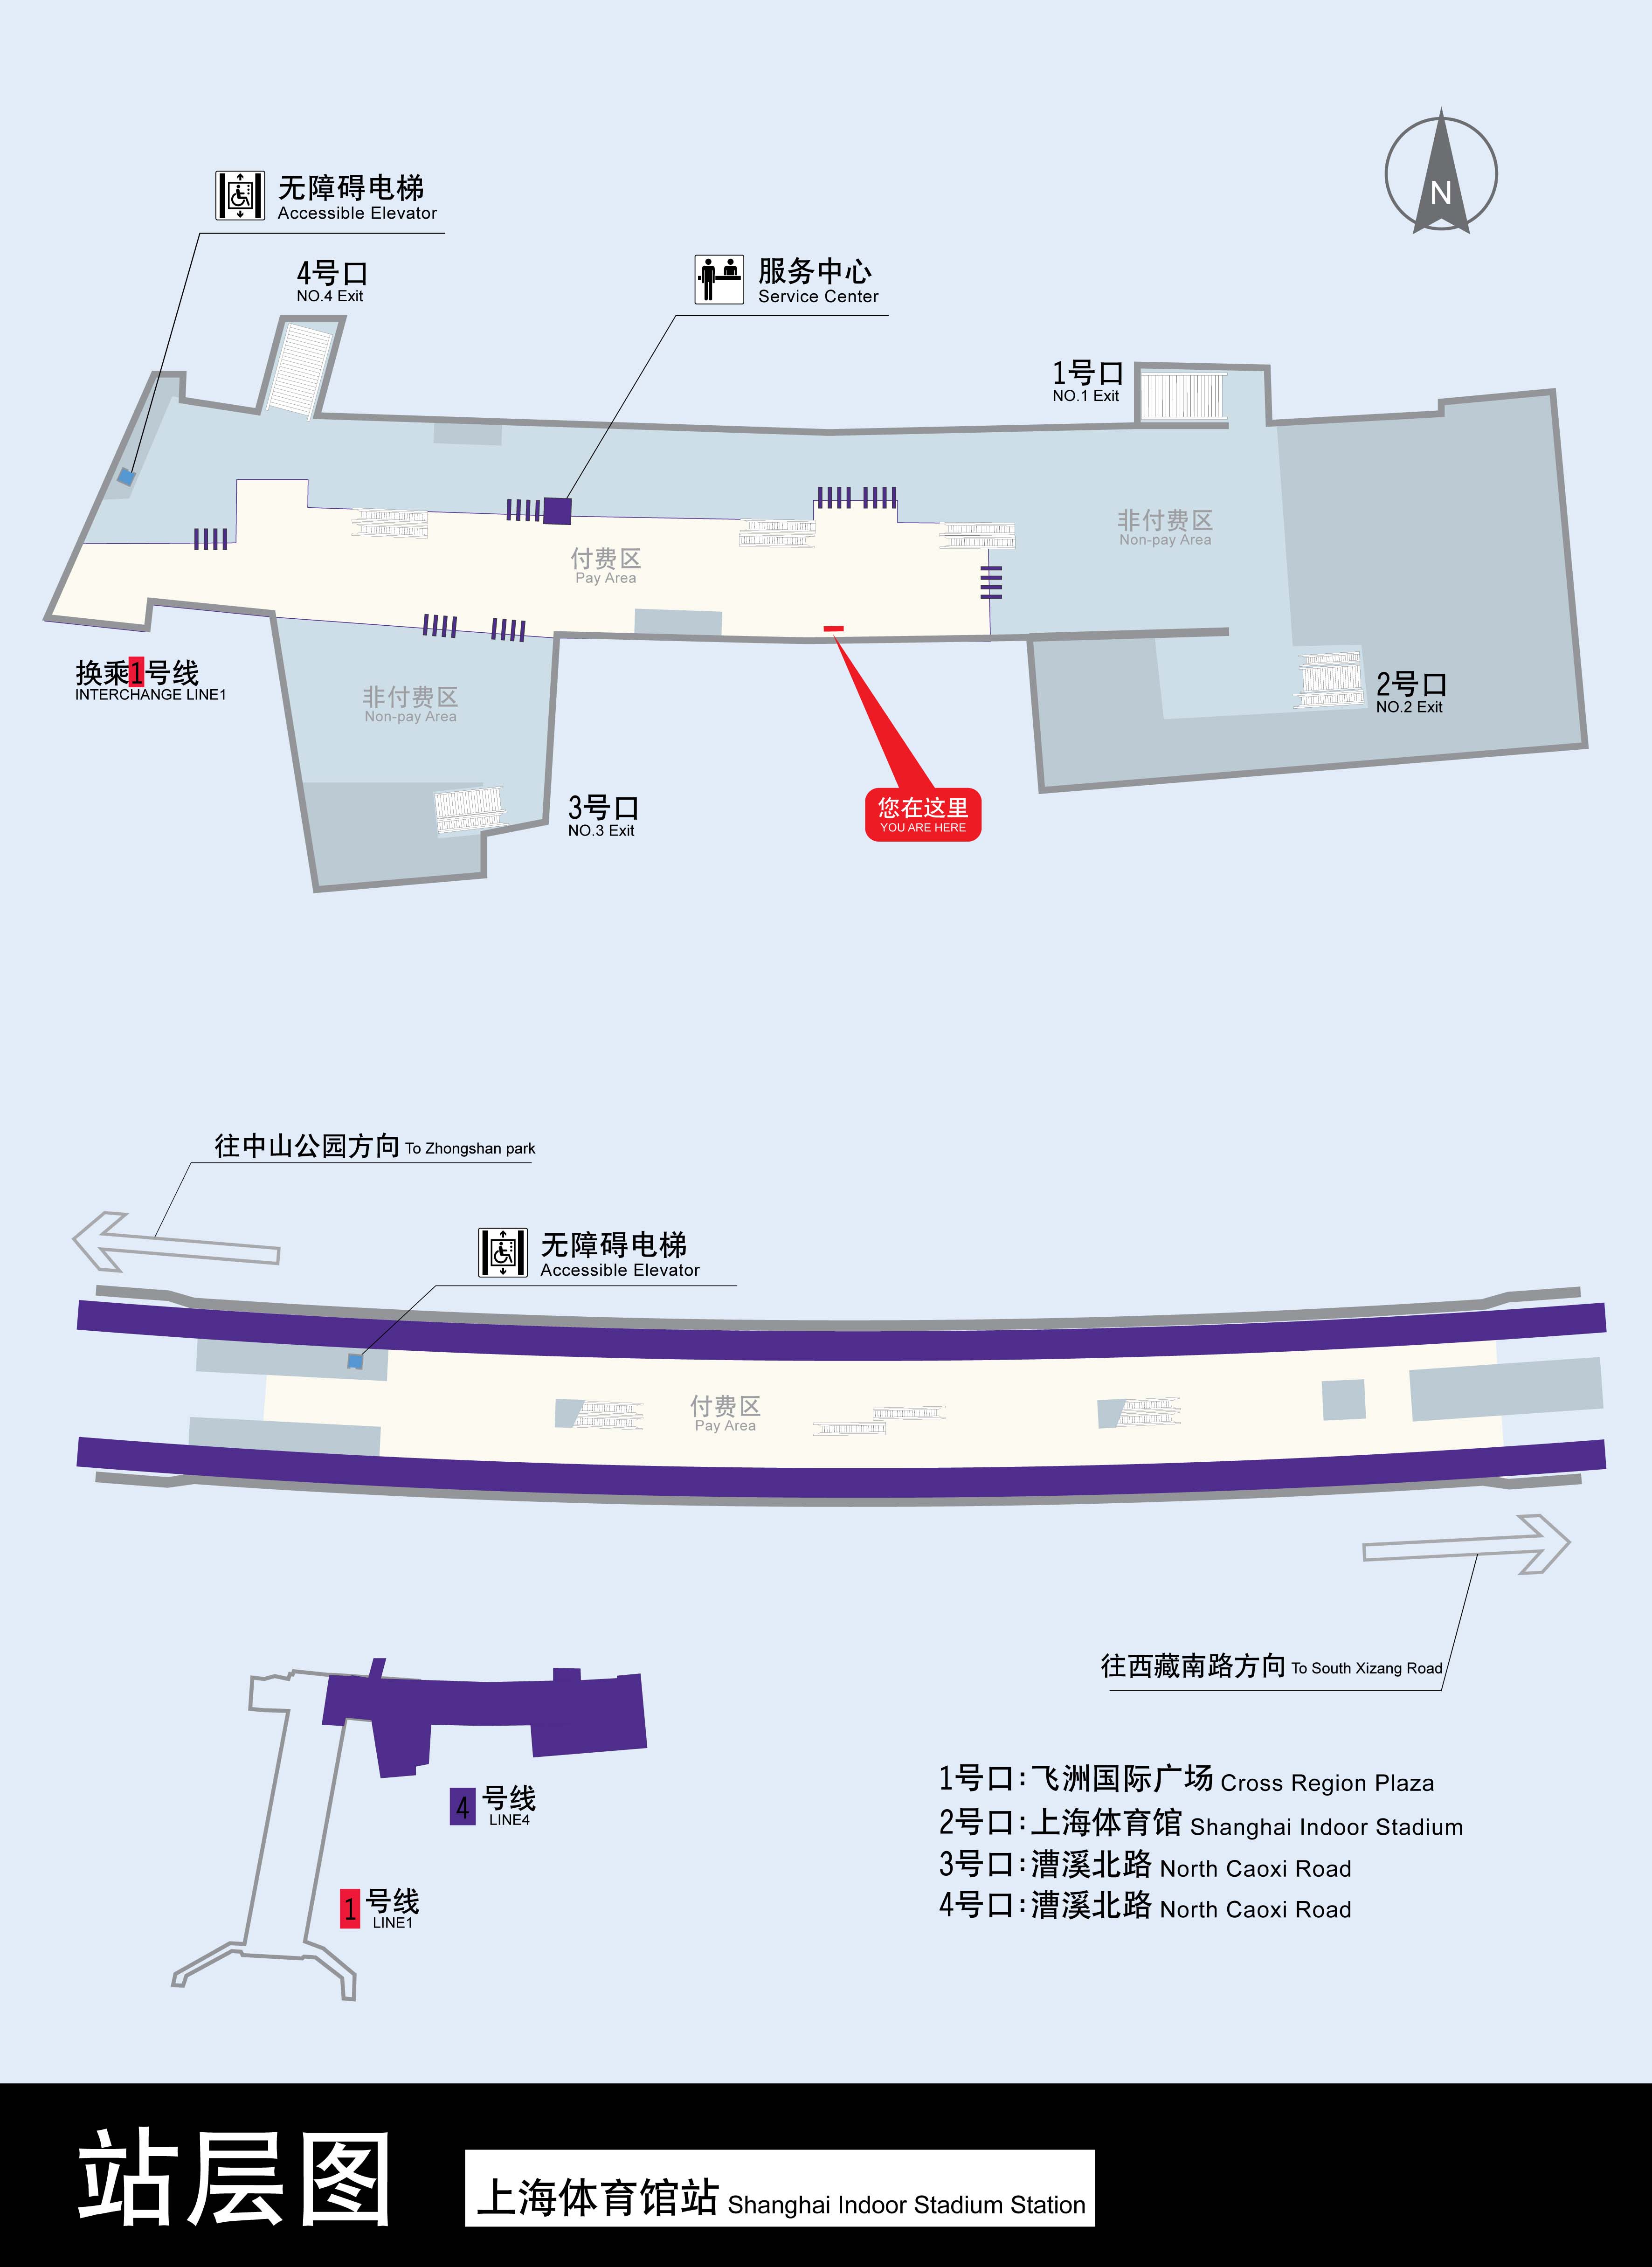 N
无障碍电梯
Accessible Elevator
4号口
NO.4 Exit
服务中心
Service Center
1号口
NO.1 Exit
非付费区
Non-pay Area
付费区
Pay Area
换乘1号线
INTERCHANGE LINE1
非付费区
Non-pay Area
2号口
NO.2 Exit
3号口
NO.3 Exit
您在这里
YOU ARE HERE
往中山公园方向 To Zhongshan park
无障碍电梯
Accessible Elevator
付费区
Pay Area
往西藏南路方向 To South Xizang Road
4号线
LINE4
1号线
LINE1
1号口:飞洲国际广场 Cross Region Plaza
2号口:上海体育馆 Shanghai Indoor Stadium
3号口:漕溪北路 North Caoxi Road
4号口:漕溪北路 North Caoxi Road
站层图
上海体育馆站 Shanghai Indoor Stadium Station